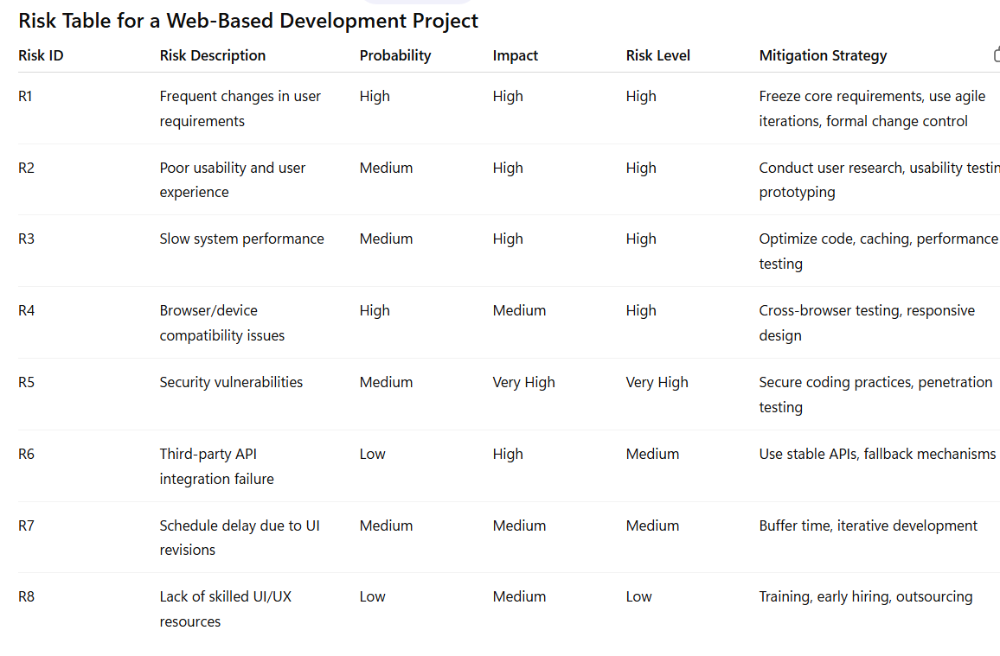 Risk Table for a Web-Based Development Project
Risk ID Risk Description Probability Impact Risk Level Mitigation Strategy
R1 Frequent changes in user High High High Freeze core requirements, use agile
requirements iterations, formal change control
R2 Poor usability and user Medium High High Conduct user research, usability
experience prototyping
R3 Slow system performance Medium High High Optimize code, caching, performance
testing
R4 Browser/device High Medium High Cross-browser testing, responsive
compatibility issues design
R5 Security vulnerabilities Medium Very High Very High Secure coding practices, penetration
testing
R6 Third-party API Low High Medium Use stable APIs, fallback mechanisms
integration failure
R7 Schedule delay due to UI Medium Medium Medium Buffer time, iterative development
revisions
R8 Lack of skilled UI/UX Low Medium Low Training, early hiring, outsourcing
resources